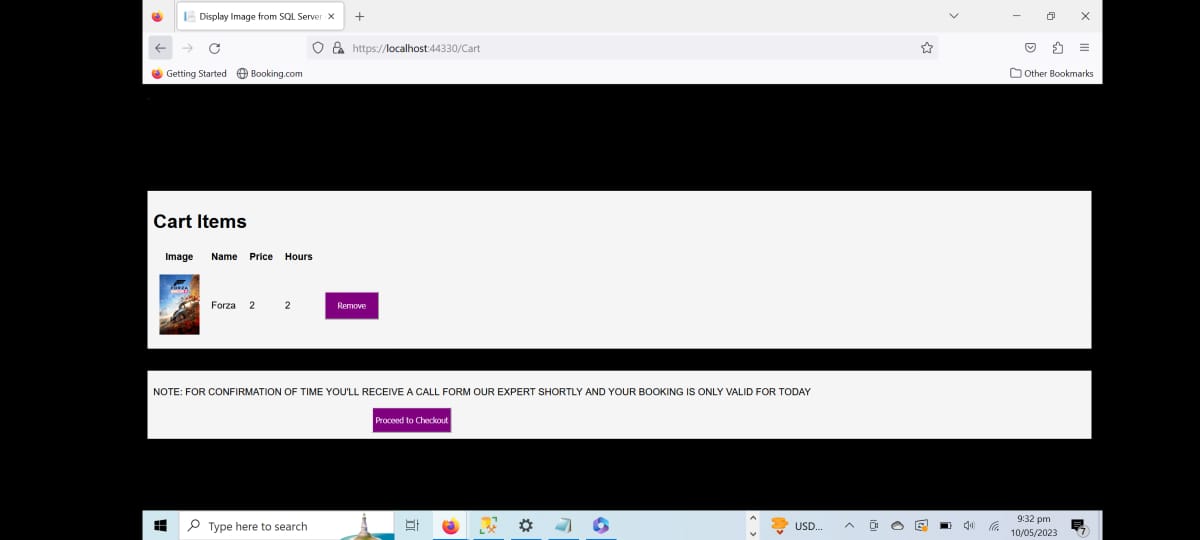 Display Image from SQL Server
https://localhost:44330/Cart
Getting Started Booking.com Other Bookmarks
Cart Items
Image Name Price Hours
FORZA
Forza 2 2 Remove
NOTE: FOR CONFIRMATION OF TIME YOU'LL RECEIVE A CALL FORM OUR EXPERT SHORTLY AND YOUR BOOKING IS ONLY VALID FOR TODAY
Proceed to Checkout
Type here to search USD... 9:32 pm
10/05/2023 7